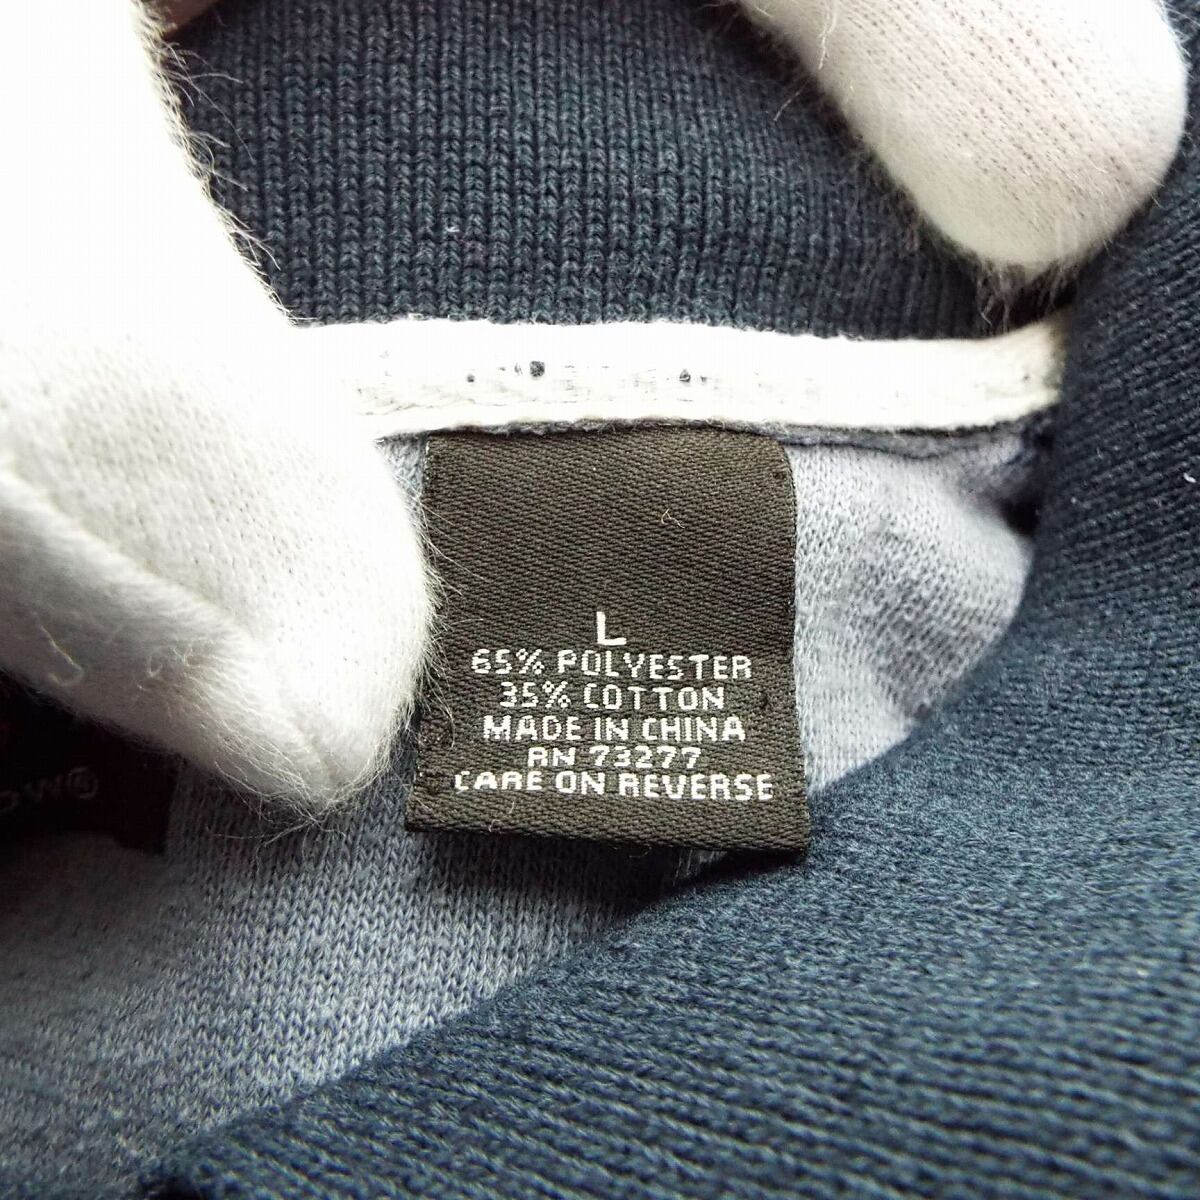 L
65% POLYESTER
35% COTTON
MADE IN CHINA
RN 73277
CARE ON REVERSE